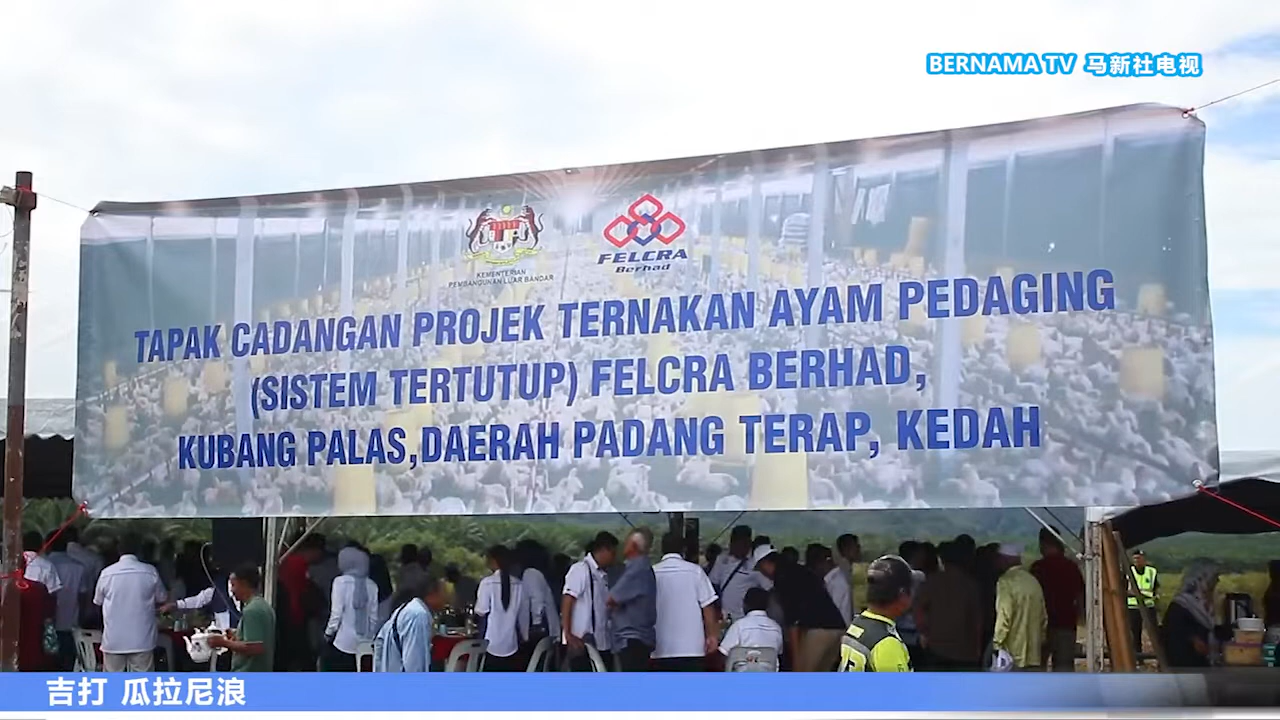 BERNAMA TV 马新社电视
KEMENTERIAN
PEMBANGUNAN LUAR BANDAR
FELCRA
Berhad
TAPAK CADANGAN PROJEK TERNAKAN AYAM PEDAGING
(SISTEM TERTUTUP) FELCRA BERHAD,
KUBANG PALAS,DAERAH PADANG TERAP, KEDAH
吉打 瓜拉尼浪